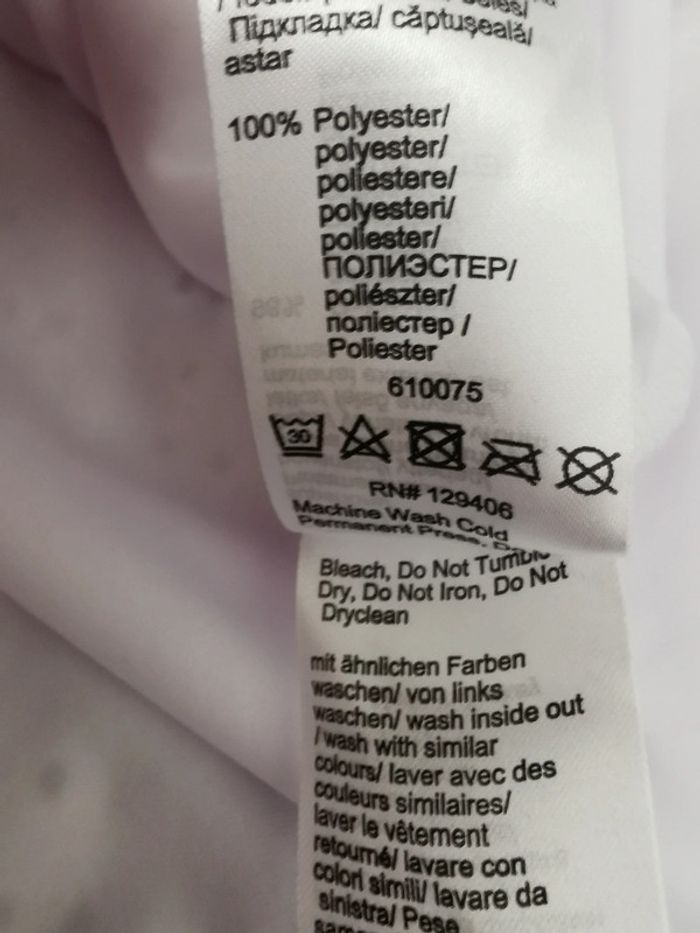 Підкладка/ căptușeală/
astar
100% Polyester/
polyester/
poliestere/
polyesteri/
poliester/
ПОЛИЭСТЕР/
poliészter/
поліестер /
Poliester
610075
30
RN# 129406
Machine Wash Cold
Permanent Press,
Bleach, Do Not Tumble
Dry, Do Not Iron, Do Not
Dryclean
mit ähnlichen Farben
waschen/ von links
waschen/ wash inside out
/ wash with similar
colours/ laver avec des
couleurs similaires/
laver le vêtement
retourné/ lavare con
colori simili/ lavare da
sinistra/ Pese